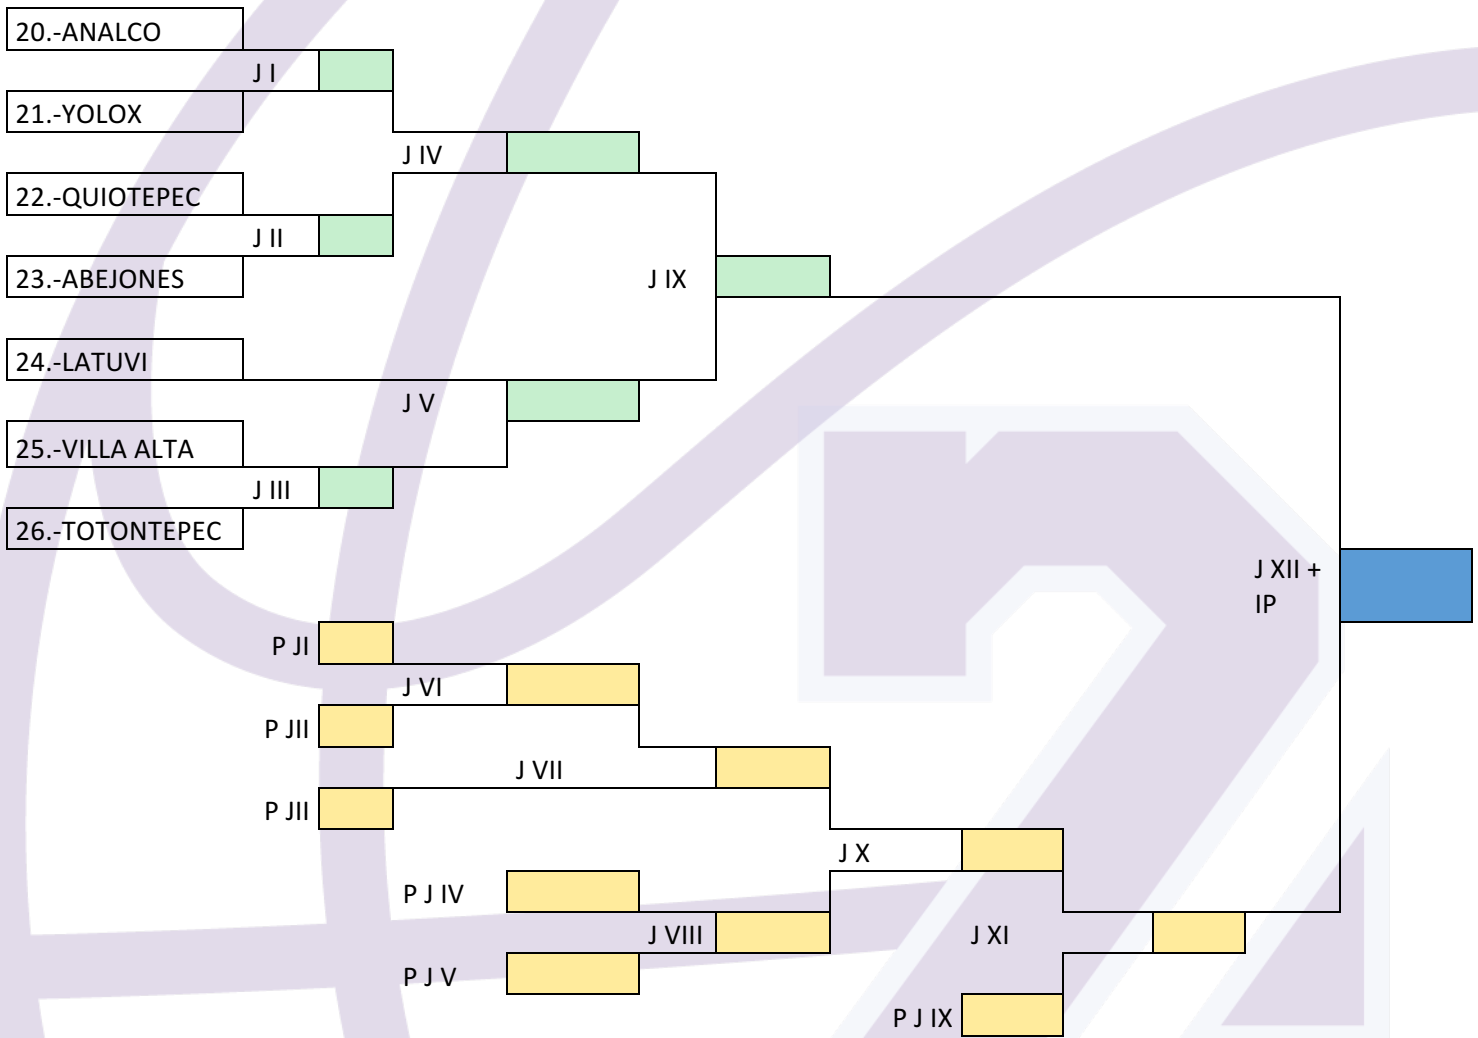 20.-ANALCO
J I
21.-YOLOX
J IV
22.-QUIOTEPEC
J II
23.-ABEJONES
J IX
24.-LATUVI
J V
25.-VILLA ALTA
J III
26.-TOTONTEPEC
J XII +
IP
P JI
J VI
P JII
J VII
P JII
J X
P J IV
J VIII
J XI
P J V
P J IX